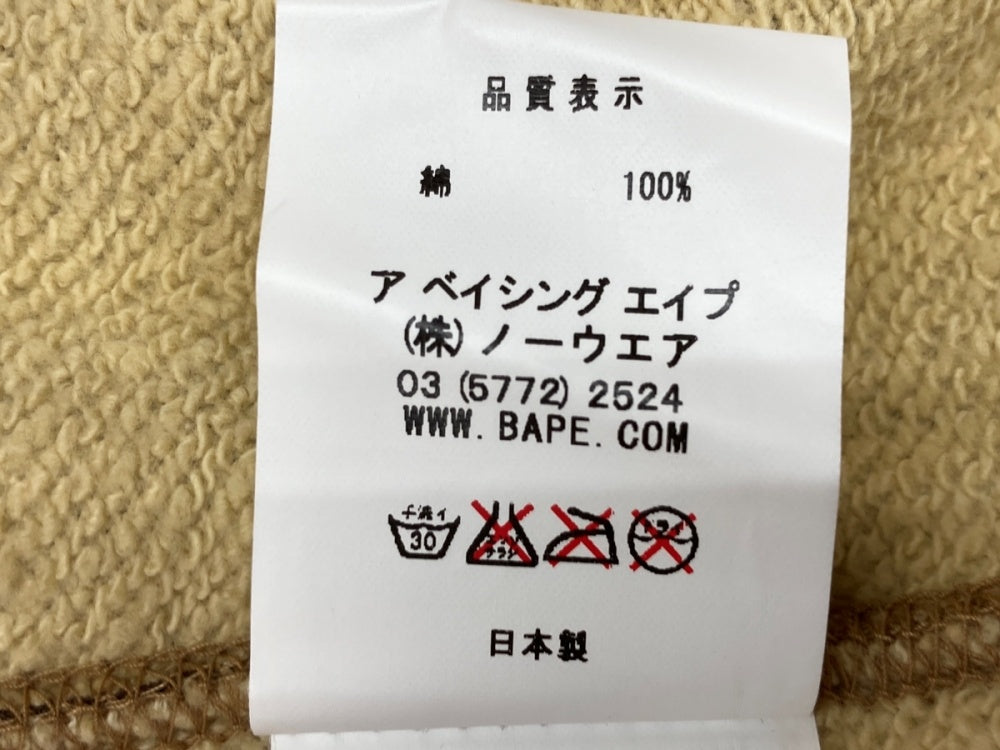 品質表示
綿 100%
ア ベイシング エイプ
(株) ノーウエア
03 (5772) 2524
WWW. BAPE. COM
手洗イ
30
日本製